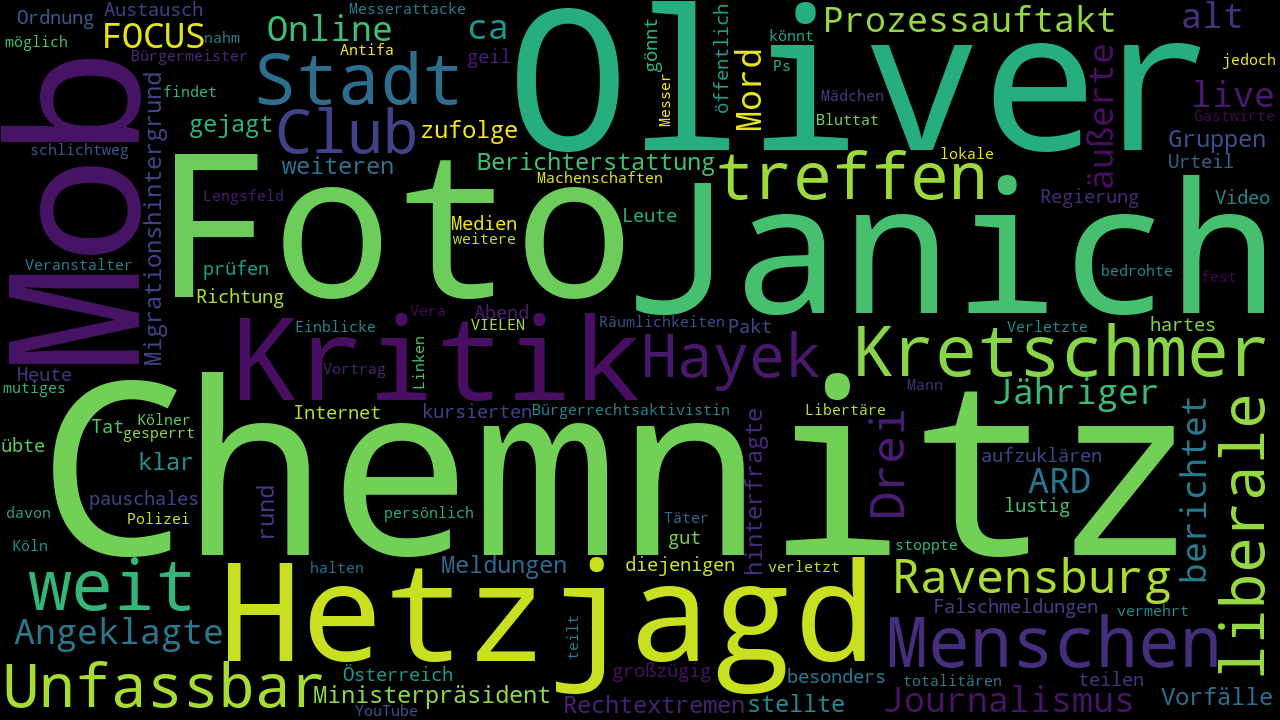 Ordnung
Austausch
Messerattacke
möglich
FOCUS
nahm
Bürgermeister
Online
Antifa
ca
geil
Oliver
gönnt
öffentlich
Messer
Mord
könnt
Ps
Prozessauftakt
alt
jedoch
Mob
Stadt
findet
gejagt
Club
zufolge
Mädchen
Bluttat
äußerte
live
Gastwirte
Gruppen
Urteil
schlichtweg
Migrationshintergrund
weiteren
Berichterstattung
treffen
lokale
Machenschaften
Lengsfeld
Foto
Medien
weitere
Leute
Janich
Regierung
Video
Veranstalter
prüfen
Richtung
bedrohte
fest
Vera
Abend
VIELEN
Einblicke
Räumlichkeiten
Pakt
Verletzte
hartes
Kritik
Vortrag
Linken
Hayek
Kretschmer
Heute
mutiges
Mann
Jähriger
Tat
Kölner
gesperrt
Internet
kursierten
Bürgerrechtsaktivistin
Libertäre
übte
Chemnitz
klar
hinterfragte
Drei
aufzuklären
ARD
berichtet
liberale
pauschales
rund
Polizei
persönlich
Täter
gut
lustig
davon
Köln
stoppte
weit
halten
Meldungen
diejenigen
verletzt
Ravensburg
Hetzjagd
Falschmeldungen
vermehrt
Angeklagte
teilt
Menschen
Unfassbar
Österreich
großzügig
besonders
totalitären
teilen
Ministerpräsident
YouTube
Rechtextremen
stellte
Journalismus
Vorfälle